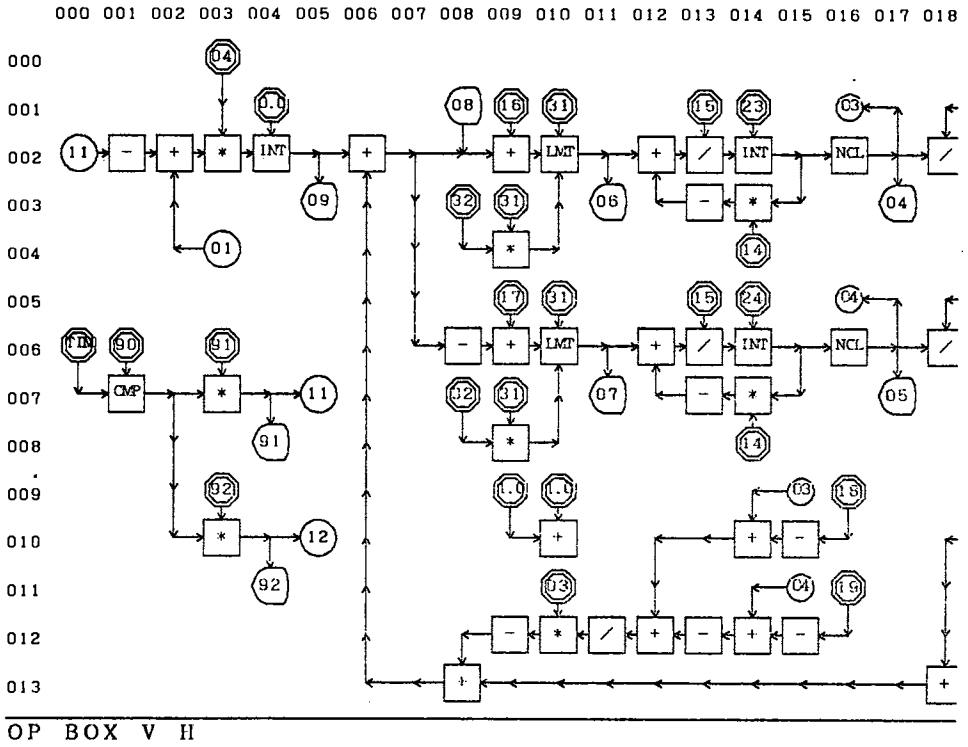 000 001 002 003 004 005 006 007 008 009 010 011 012 013 014 015 016 017 018
000 04
001 0.0 08 16 31 15 23 03
002 11 - + * INT + + LMT + / INT NCL /
003 09 32 31 06 - * 04
004 01 * 14
005 17 31 15 24 04
006 TIM 90 91 - + LMT + / INT NCL /
007 CMP * 11 32 31 07 - * 05
008 91 * 14
009 92 1.0 1.0 03 18
010 * 12 + + -
011 92 03 04 19
012 - * / + - + -
013 + +
OP BOX V H